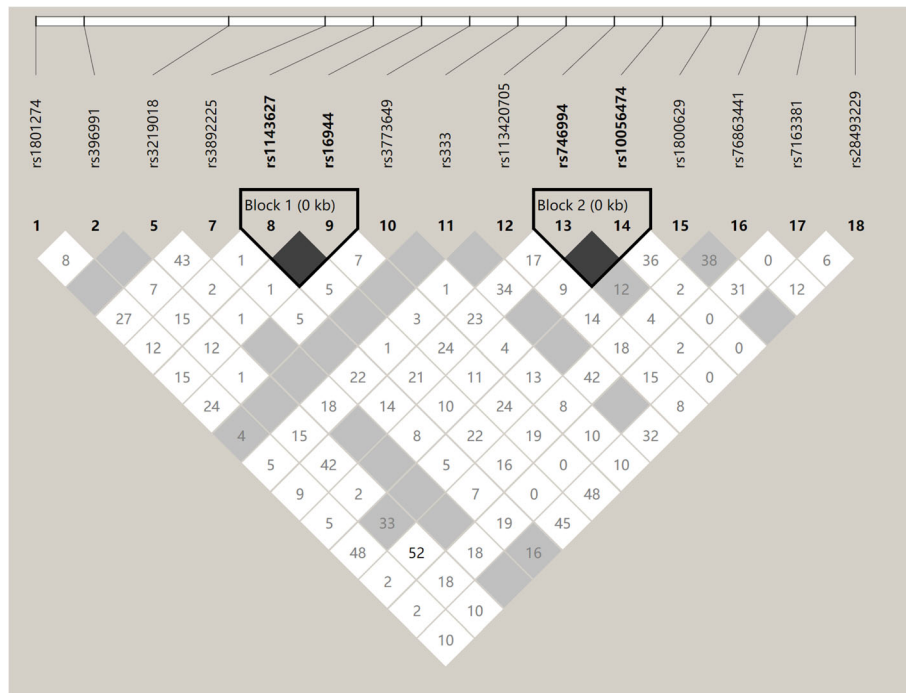 rs1801274
rs396991
rs3219018
rs3892225
rs1143627
rs16944
rs3773649
rs333
rs113420705
rs746994
rs10056474
rs1800629
rs76863441
rs7163381
rs28493229
Block 1 (0 kb) Block 2 (0 kb)
1 2 5 7 8 9 10 11 12 13 14 15 16 17 18
8 43 1 7 17 36 38 0 6
7 2 1 5 1 34 9 12 2 31 12
27 15 1 5 3 23 14 4 0
12 12 1 24 4 18 2 0
15 1 22 21 11 13 42 15 0
24 18 14 10 24 8 8
4 15 8 22 19 10 32
5 42 5 16 0 10
9 2 7 0 48
5 33 19 45
48 52 18 16
2 18
2 10
10